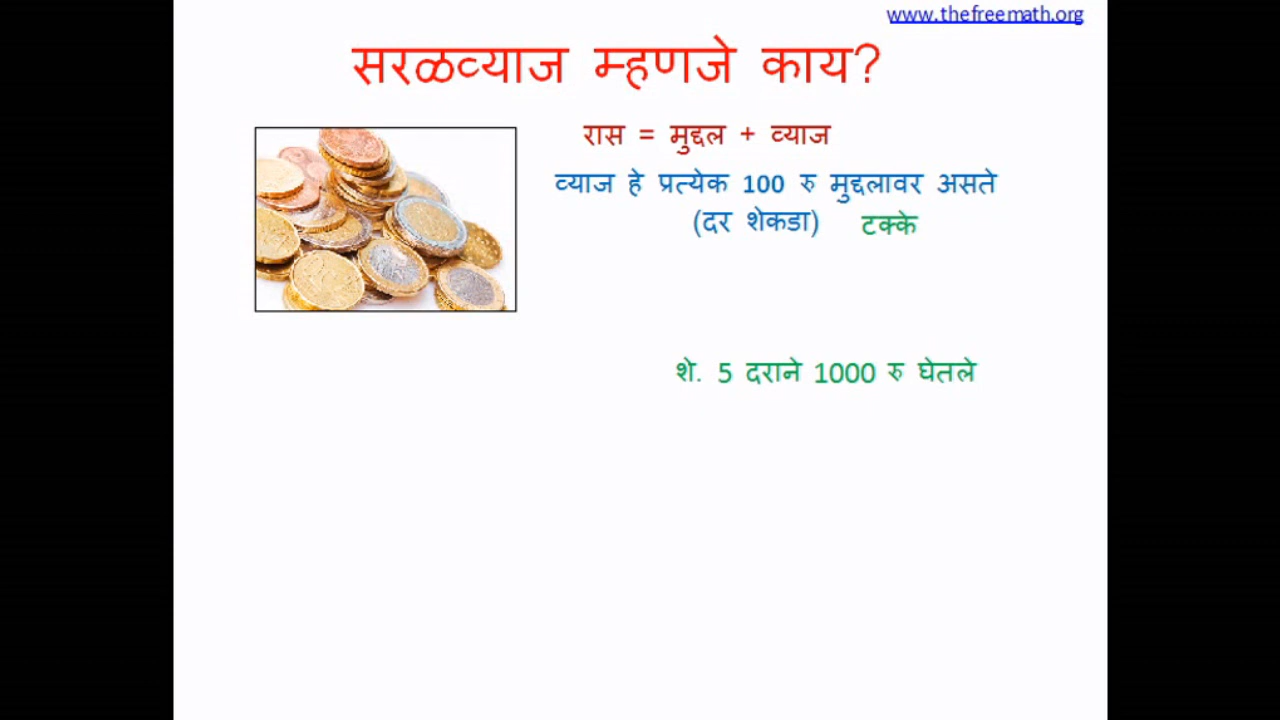 www.thefreemath.org
सरळव्याज म्हणजे काय?
रास = मुद्दल + व्याज
व्याज हे प्रत्येक 100 रु मुद्दलावर असते
(दर शेकडा) टक्के
शे. 5 दराने 1000 रु घेतले